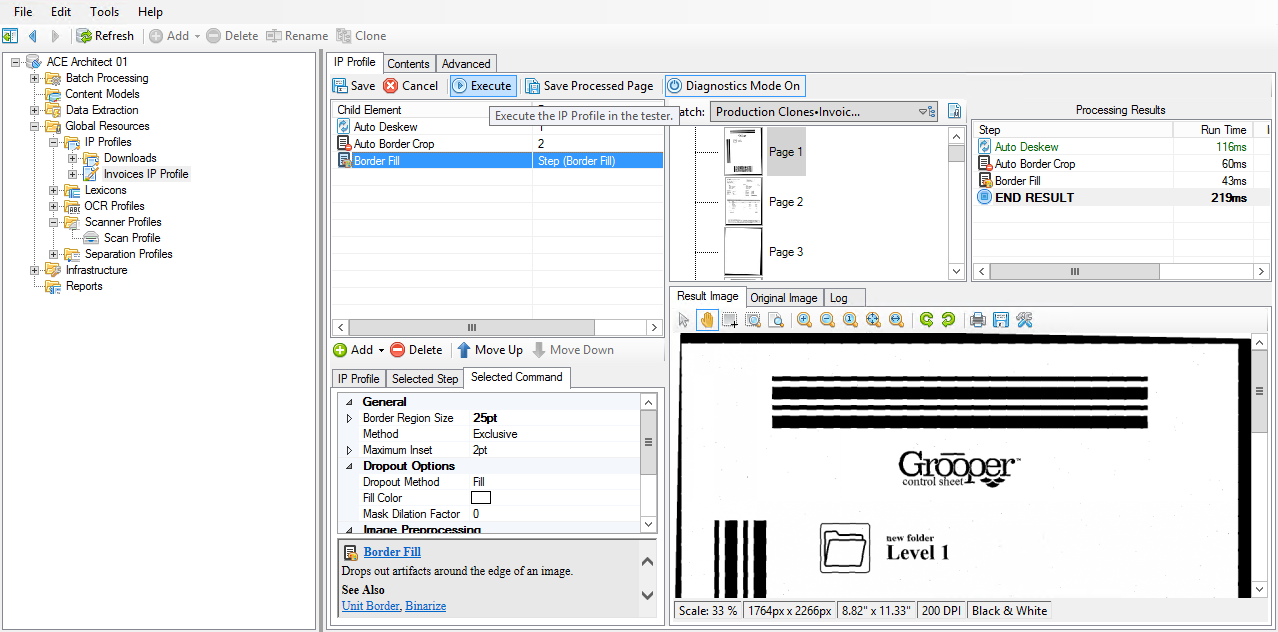 File Edit Tools Help
Refresh Add Delete Rename Clone
ACE Architect 01
Batch Processing
Content Models
Data Extraction
Global Resources
IP Profiles
Downloads
Invoices IP Profile
Lexicons
OCR Profiles
Scanner Profiles
Scan Profile
Separation Profiles
Infrastructure
Reports
IP Profile Contents Advanced
Save Cancel Execute Save Processed Page Diagnostics Mode On
Child Element
Execute the IP Profile in the tester.
Auto Deskew 1
Auto Border Crop 2
Border Fill Step (Border Fill)
Add Delete Move Up Move Down
IP Profile Selected Step Selected Command
General
Border Region Size 25pt
Method Exclusive
Maximum Inset 2pt
Dropout Options
Dropout Method Fill
Fill Color
Mask Dilation Factor 0
Image Preprocessing
Border Fill
Drops out artifacts around the edge of an image.
See Also
Unit Border, Binarize
atch: Production Clones•Invoic...
Page 1
Page 2
Page 3
Processing Results
Step Run Time I
Auto Deskew 116ms
Auto Border Crop 60ms
Border Fill 43ms
END RESULT 219ms
Result Image Original Image Log
Grooper™
control sheet
new folder
Level 1
Scale: 33 % 1764px x 2266px 8.82" x 11.33" 200 DPI Black & White